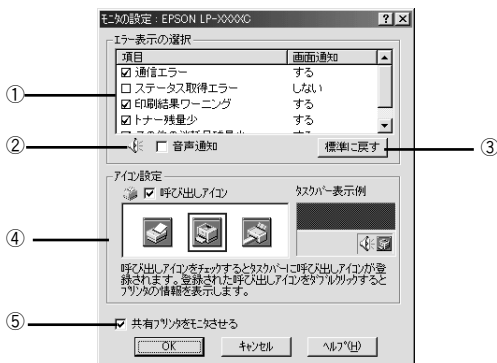 モニタの設定：EPSON LP-XXXXC
エラー表示の選択
項目 画面通知
通信エラー する
ステータス取得エラー しない
印刷結果ワーニング する
トナー残量少 する
① 
② 音声通知 標準に戻す ③
アイコン設定
呼び出しアイコン タスクバー表示例
④
呼び出しアイコンをチェックするとタスクバーに呼び出しアイコンが登
録されます。登録された呼び出しアイコンをダブルクリックすると
プリンタの情報を表示します。
⑤ 共有プリンタをモニタさせる
OK キャンセル ヘルプ(H)